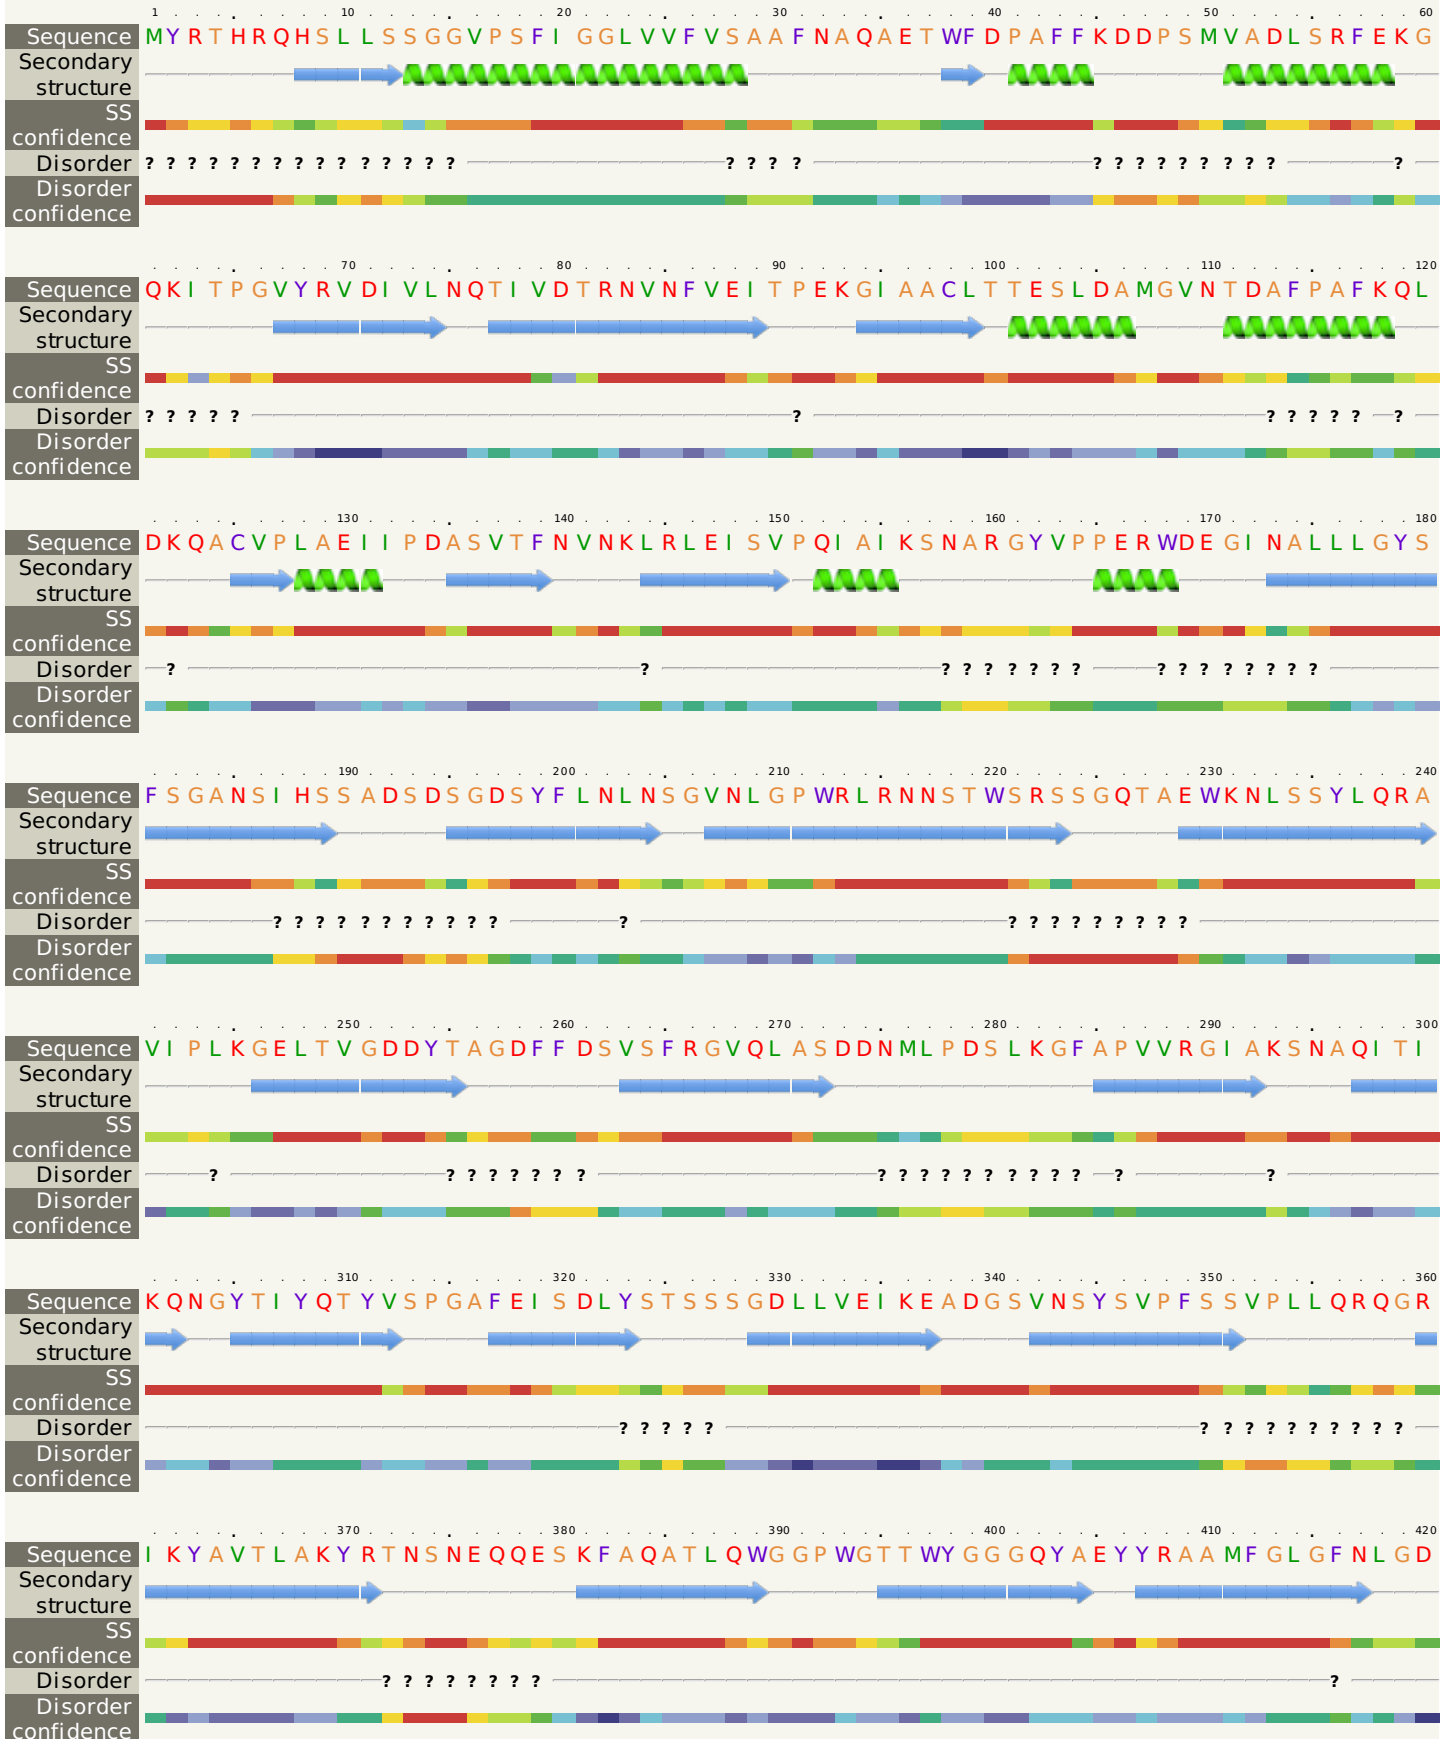 1 10 20 30 40 50 60
Sequence M Y R T H R Q H S L L S S G G V P S F I G G L V V F V S A A F N A Q A E T W F D P A F F K D D P S M V A D L S R F E K G
Secondary
structure
SS
confidence
Disorder ? ? ? ? ? ? ? ? ? ? ? ? ? ? ? ? ? ? ? ? ? ? ? ? ? ? ? ? ?
Disorder
confidence
70 80 90 100 110 120
Sequence Q K I T P G V Y R V D I V L N Q T I V D T R N V N F V E I T P E K G I A A C L T T E S L D A M G V N T D A F P A F K Q L
Secondary
structure
SS
confidence
Disorder ? ? ? ? ? ? ? ? ? ? ? ?
Disorder
confidence
130 140 150 160 170 180
Sequence D K Q A C V P L A E I I P D A S V T F N V N K L R L E I S V P Q I A I K S N A R G Y V P P E R W D E G I N A L L L G Y S
Secondary
structure
SS
confidence
Disorder ? ? ? ? ? ? ? ? ? ? ? ? ? ? ? ? ?
Disorder
confidence
190 200 210 220 230 240
Sequence F S G A N S I H S S A D S D S G D S Y F L N L N S G V N L G P W R L R N N S T W S R S S G Q T A E W K N L S S Y L Q R A
Secondary
structure
SS
confidence
Disorder ? ? ? ? ? ? ? ? ? ? ? ? ? ? ? ? ? ? ? ? ?
Disorder
confidence
250 260 270 280 290 300
Sequence V I P L K G E L T V G D D Y T A G D F F D S V S F R G V Q L A S D D N M L P D S L K G F A P V V R G I A K S N A Q I T I
Secondary
structure
SS
confidence
Disorder ? ? ? ? ? ? ? ? ? ? ? ? ? ? ? ? ? ? ? ?
Disorder
confidence
310 320 330 340 350 360
Sequence K Q N G Y T I Y Q T Y V S P G A F E I S D L Y S T S S S G D L L V E I K E A D G S V N S Y S V P F S S V P L L Q R Q G R
Secondary
structure
SS
confidence
Disorder ? ? ? ? ? ? ? ? ? ? ? ? ? ? ?
Disorder
confidence
370 380 390 400 410 420
Sequence I K Y A V T L A K Y R T N S N E Q Q E S K F A Q A T L Q W G G P W G T T W Y G G G Q Y A E Y Y R A A M F G L G F N L G D
Secondary
structure
SS
confidence
Disorder ? ? ? ? ? ? ? ? ?
Disorder
confidence